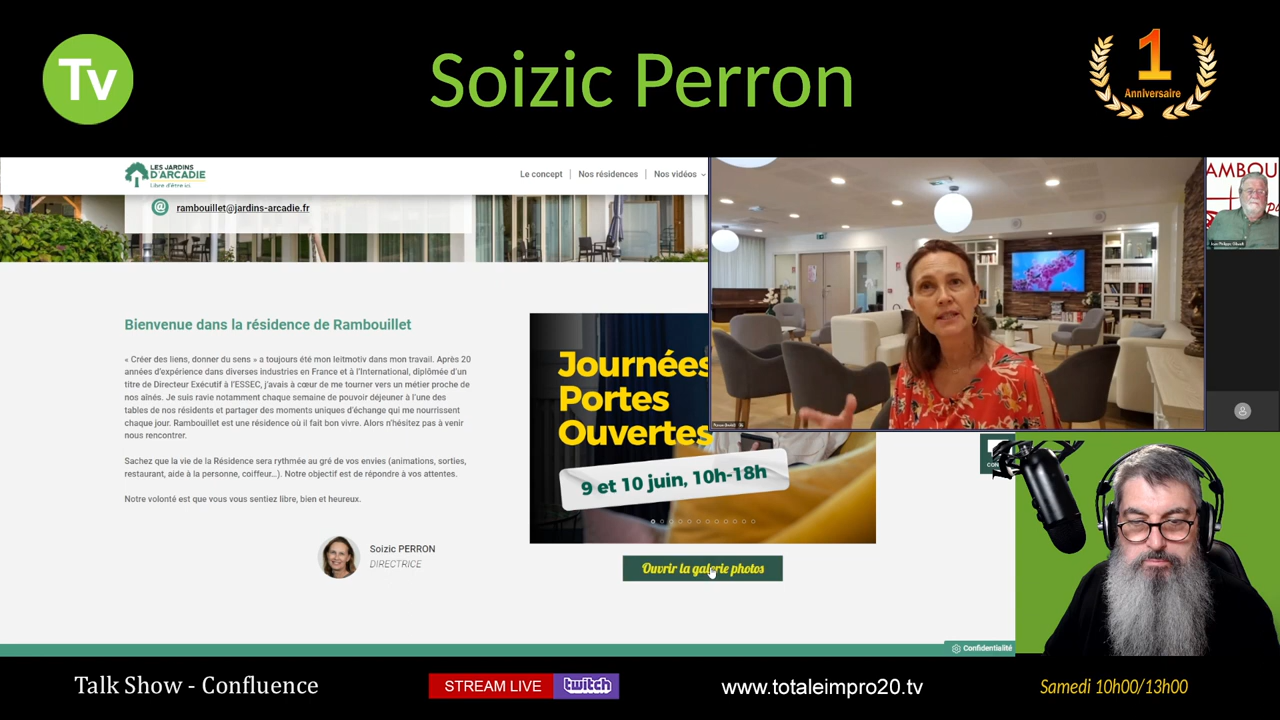 Tv
Soizic Perron
1
Anniversaire
LES JARDINS
D'ARCADIE
Libre d'être ici
Le concept
Nos résidences
Nos vidéos
rambouillet@jardins-arcadie.fr
AMBOU
Bienvenue dans la résidence de Rambouillet
« Créer des liens, donner du sens » a toujours été mon leitmotiv dans mon travail. Après 20
années d'expérience dans diverses industries en France et à l'International, diplômée d'un
titre de Directeur Exécutif à l'ESSEC, j'avais à cœur de me tourner vers un métier proche de
nos aînés. Je suis ravie notamment chaque semaine de pouvoir déjeuner à l'une des
tables de nos résidents et partager des moments uniques d'échange qui me nourrissent
chaque jour. Rambouillet est une résidence où il fait bon vivre. Alors n'hésitez pas à venir
nous rencontrer.
Sachez que la vie de la Résidence sera rythmée au gré de vos envies (animations, sorties,
restaurant, aide à la personne, coiffeur...). Notre objectif est de répondre à vos attentes.
Notre volonté est que vous vous sentiez libre, bien et heureux.
Soizic PERRON
DIRECTRICE
Journées
Portes
Ouvertes
9 et 10 juin, 10h-18h
Ouvrir la galerie photos
Confidentialité
Talk Show - Confluence
STREAM LIVE
twitch
www.totaleimpro20.tv
Samedi 10h00/13h00